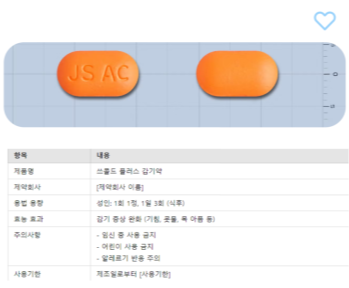 JS AC
항목 내용
제품명 쓰콜드 플러스 감기약
제약회사 [제약회사 이름]
용법 용량 성인: 1회 1정, 1일 3회 (식후)
효능 효과 감기 증상 완화 (기침, 콧물, 목 아픔 등)
주의사항 - 임신 중 사용 금지
- 어린이 사용 금지
- 알레르기 반응 주의
사용기한 제조일로부터 [사용기한]